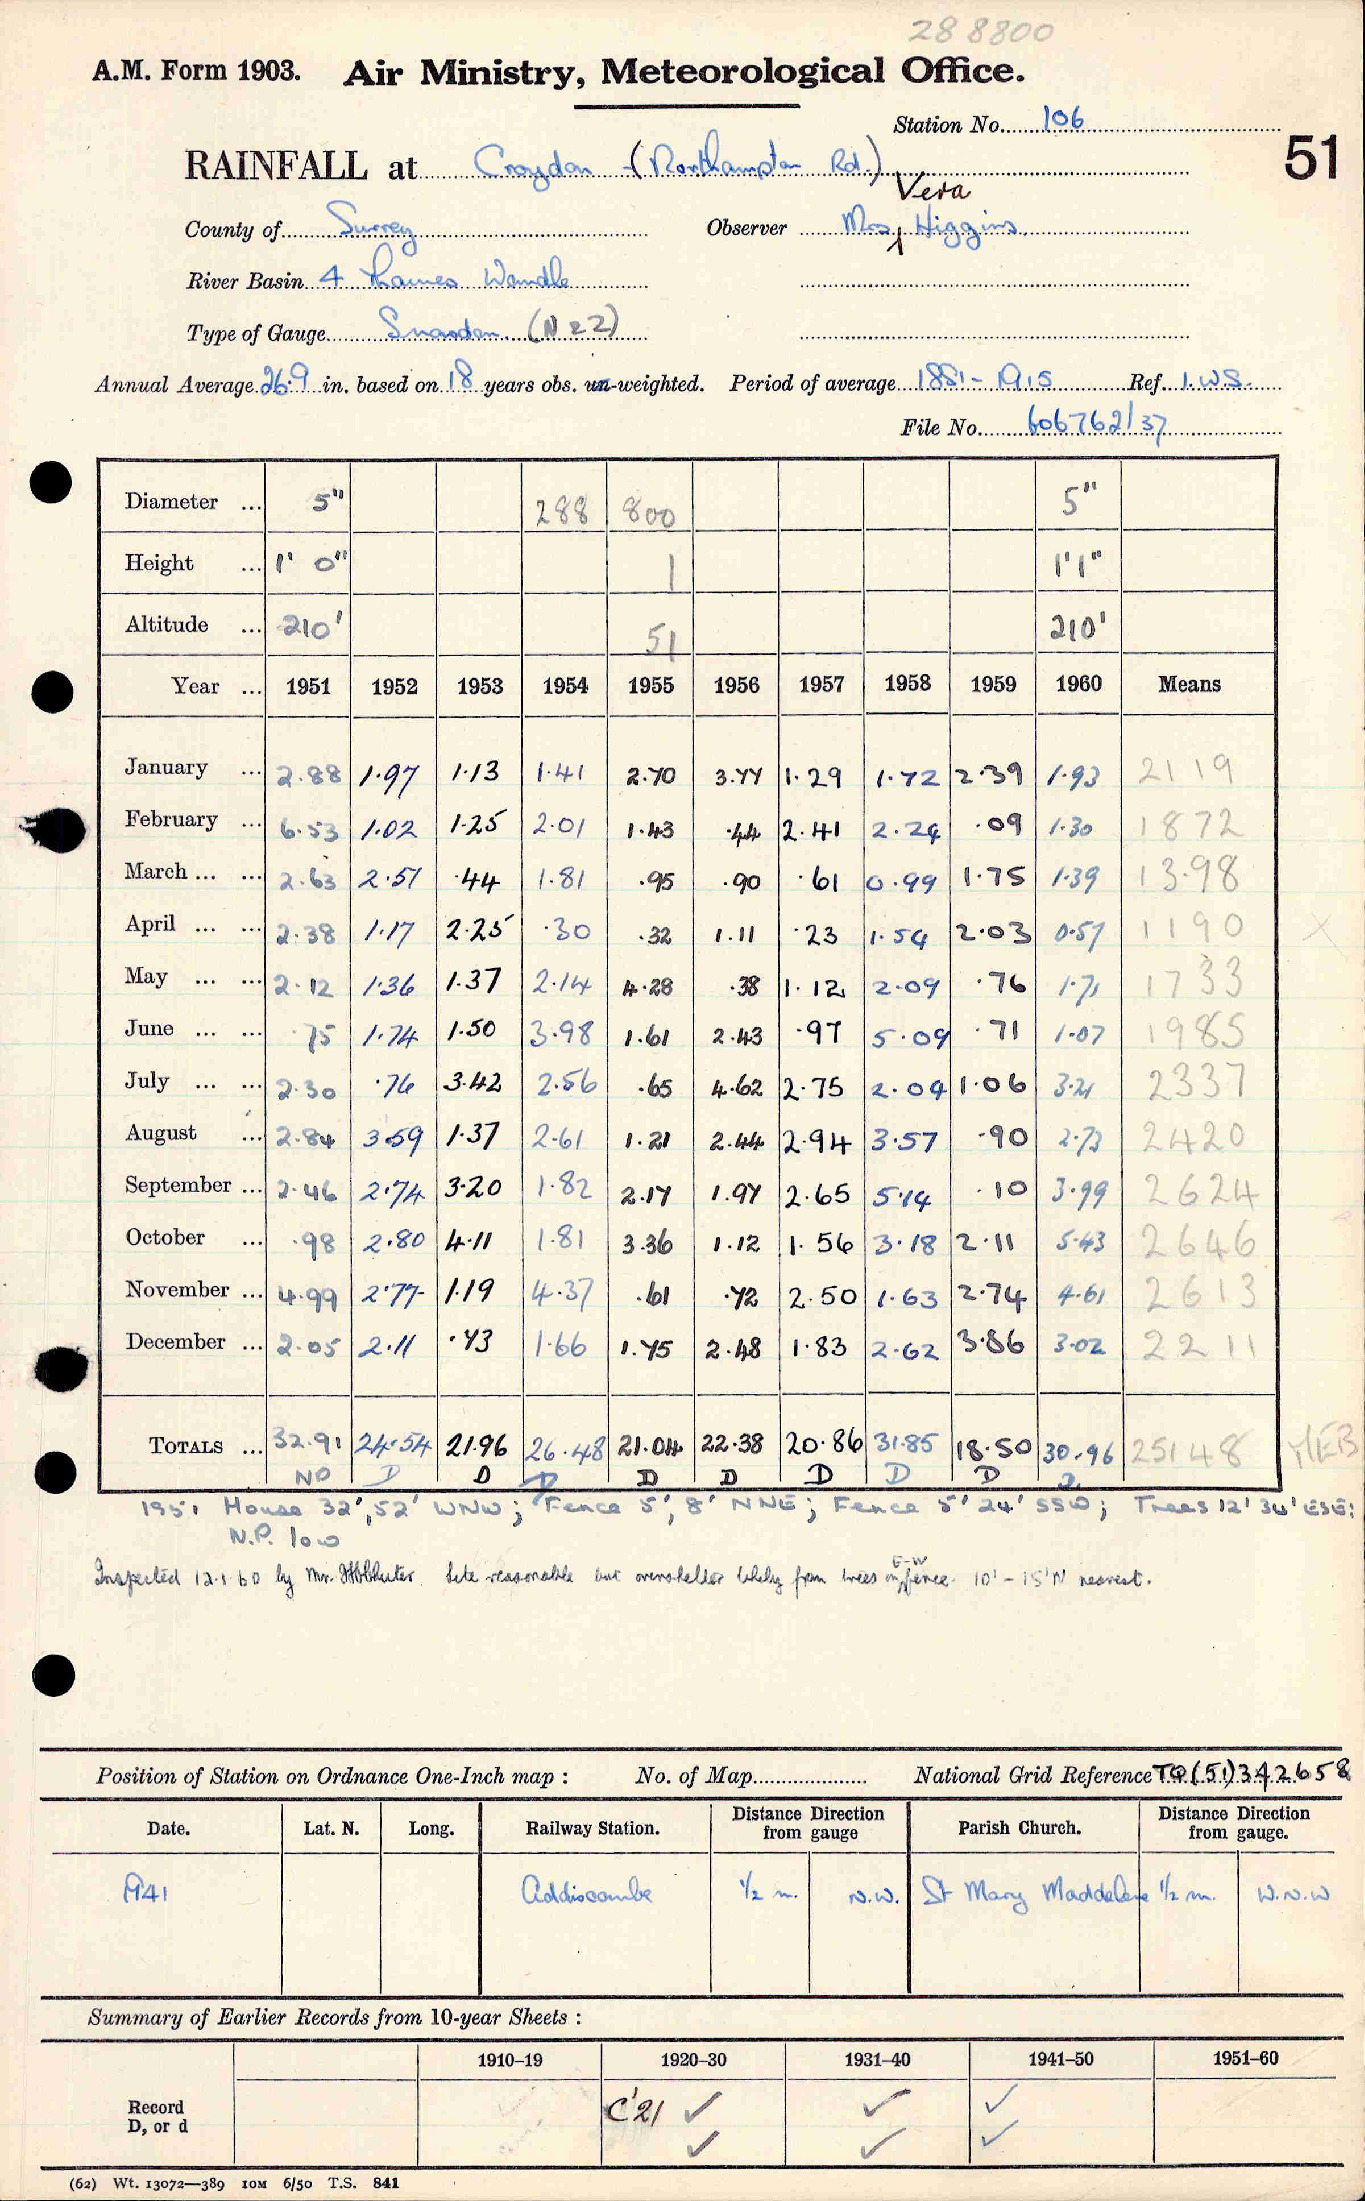 28 8800
A.M. Form 1903. Air Ministry, Meteorological Office.
Station No. 106
51
RAINFALL at Croydon - (Northampton Rd.)
Vera
County of Surrey Observer Mrs Higgins
River Basin 4 Thames Wandle
Type of Gauge Snowdon (N 22)
Annual Average 26.9 in. based on 18 years obs. un-weighted. Period of average 1881-1915 Ref. I.W.S.
File No. 606762/37
Diameter ... 5" 288 800 5"
Height ... 1' 0" 1 1'1"
Altitude ... 210' 51 210'
Year ... 1951 1952 1953 1954 1955 1956 1957 1958 1959 1960 Means
January ... 2.88 1.97 1.13 1.41 2.70 3.77 1.29 1.72 2.39 1.93 2119
February ... 6.53 1.02 1.25 2.01 1.43 .44 2.41 2.24 .09 1.30 1872
March ... ... 2.63 2.51 .44 1.81 .95 .90 .61 0.99 1.75 1.39 13.98
April ... ... 2.38 1.17 2.25 .30 .32 1.11 .23 1.54 2.03 0.57 1190
May ... ... 2.12 1.36 1.37 2.14 4.28 .38 1.12 2.09 .76 1.71 1733
June ... ... .75 1.74 1.50 3.98 1.61 2.43 .97 5.09 .71 1.07 1985
July ... ... 2.30 .76 3.42 2.56 .65 4.62 2.75 2.04 1.06 3.21 2337
August ... 2.84 3.59 1.37 2.61 1.21 2.44 2.94 3.57 .90 2.73 2420
September ... 2.46 2.74 3.20 1.82 2.17 1.97 2.65 5.14 .10 3.99 2624
October ... .98 2.80 4.11 1.81 3.36 1.12 1.56 3.18 2.11 5.43 2646
November ... 4.99 2.77 1.19 4.37 .61 .72 2.50 1.63 2.74 4.61 2613
December ... 2.05 2.11 .73 1.66 1.75 2.48 1.83 2.62 3.86 3.02 2211
TOTALS ... 32.91 24.54 21.96 26.48 21.04 22.38 20.86 31.85 18.50 30.96 25148 MEB
NP D D D D D D D D D
1951 House 32', 52' WNW; Fence 5', 8' NNE; Fence 5' 24' SSW; Trees 12' 34' ESE;
N.P. low
E-W
Inspected 12.1.60 by Mr. Site reasonable but overshelter likely from trees on fence 10'-15' N nearest.
Position of Station on Ordnance One-Inch map : No. of Map National Grid Reference TQ(51)342658
Date. Lat. N. Long. Railway Station. Distance Direction from gauge Parish Church. Distance Direction from gauge.
1941 Addiscombe 1/2 m. N.W. St Mary Maddalene 1/2 m. W.N.W
Summary of Earlier Records from 10-year Sheets :
1910-19 1920-30 1931-40 1941-50 1951-60
Record C'21 ✓ ✓ ✓
D, or d ✓ ✓ ✓
(62) Wt. 13072—389 10M 6/50 T.S. 841